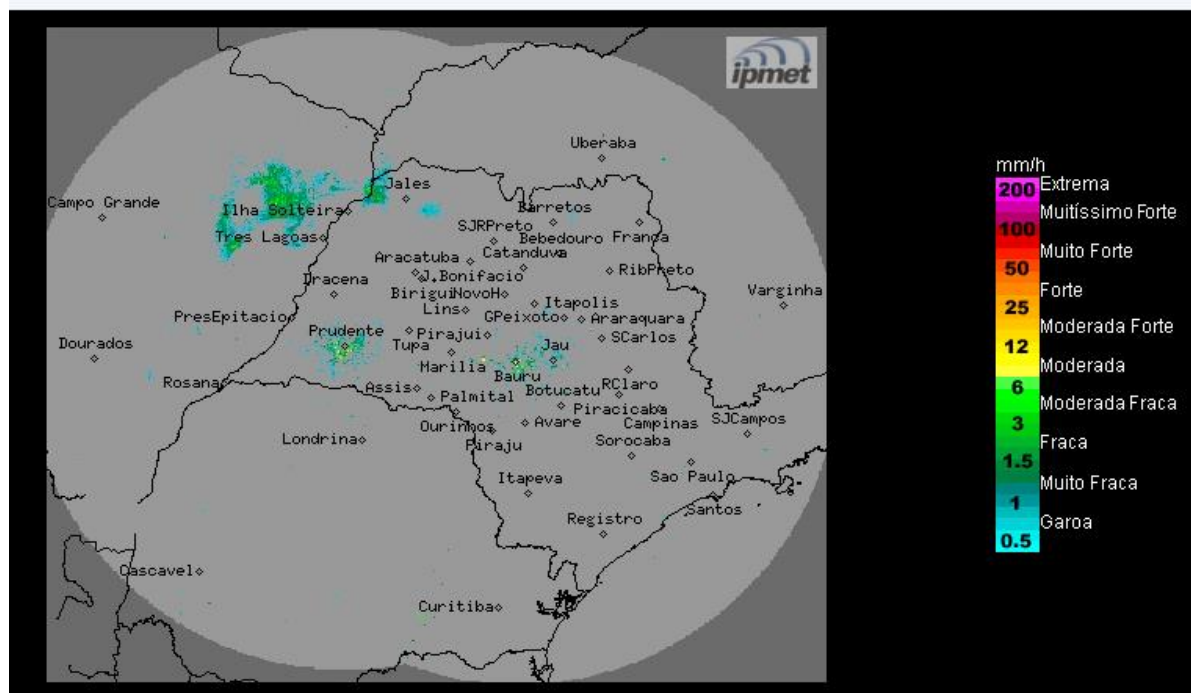 ipmet
Uberaba
Jales
Campo Grande
Ilha Solteira
Barretos
Tres Lagoas
SJRPreto
Bebedouro
Franca
Aracatuba
Catanduva
J.Bonifacio
RibPreto
Dracena
Birigui
NovoH
Itapolis
Varginha
PresEpitacio
Lins
GPeixoto
Araraquara
Prudente
Pirajui
SCarlos
Dourados
Tupa
Jau
Marilia
Bauru
Rosana
Assis
Botucatu
RClaro
Palmital
Piracicaba
SJCampos
Ourinhos
Avare
Campinas
Londrina
Piraju
Sorocaba
Itapeva
Sao Paulo
Santos
Registro
Cascavel
Curitiba
mm/h
200 Extrema
Muitíssimo Forte
100
Muito Forte
50
Forte
25
Moderada Forte
12
Moderada
6
Moderada Fraca
3
Fraca
1.5
Muito Fraca
1
Garoa
0.5